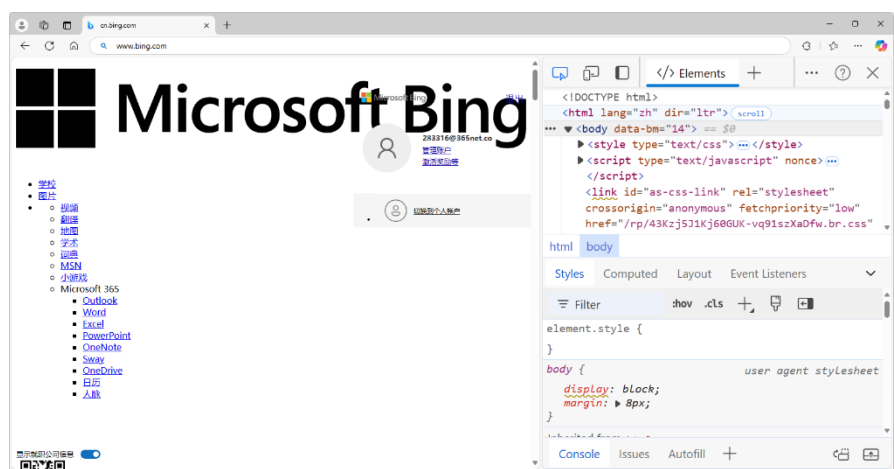 cn.bing.com
www.bing.com
Microsoft Bing
Microsoft Bing
退出
283316@365net.co
管理账户
激活奖励等
切换到个人帐户
学校
图片
视频
翻译
地图
学术
词典
MSN
小游戏
Microsoft 365
Outlook
Word
Excel
PowerPoint
OneNote
Sway
OneDrive
日历
人脉
显示就职公司信息
</> Elements
<!DOCTYPE html>
<html lang="zh" dir="ltr"> scroll
<body data-bm="14"> == $0
<style type="text/css"> … </style>
<script type="text/javascript" nonce> …
</script>
<link id="as-css-link" rel="stylesheet"
crossorigin="anonymous" fetchpriority="low"
href="/rp/43Kzj5J1Kj60GUK-vq91szXaDfw.br.css"
html body
Styles Computed Layout Event Listeners
Filter :hov .cls
element.style {
}
body { user agent stylesheet
display: block;
margin: ▶ 8px;
}
Console Issues Autofill